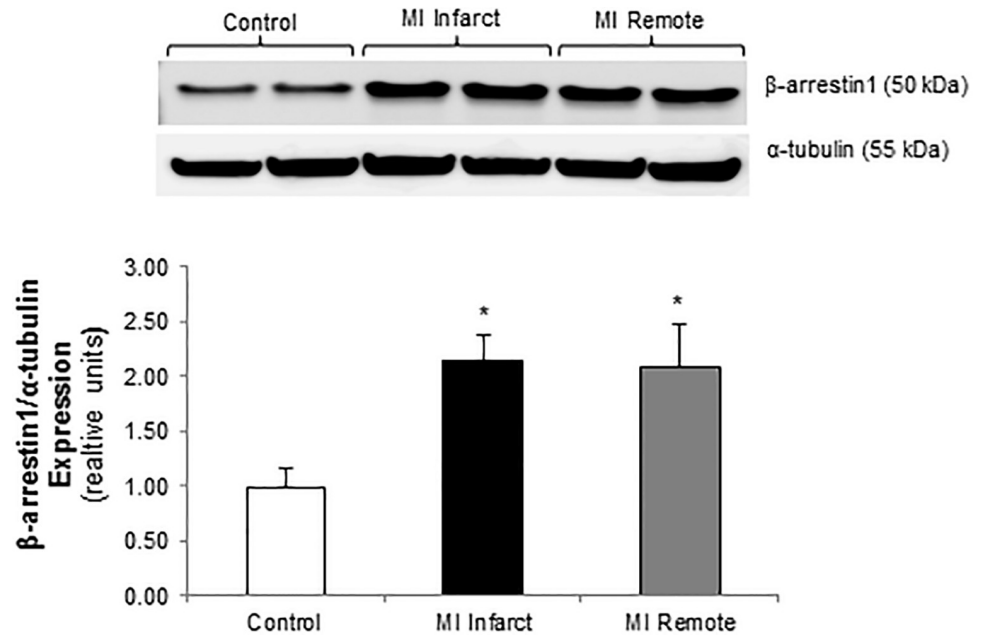 Control MI Infarct MI Remote
β-arrestin1 (50 kDa)
α-tubulin (55 kDa)
β-arrestin1/α-tubulin
Expression
(realtive units)
3.00
2.50
2.00
1.50
1.00
0.50
0.00
*
*
Control MI Infarct MI Remote